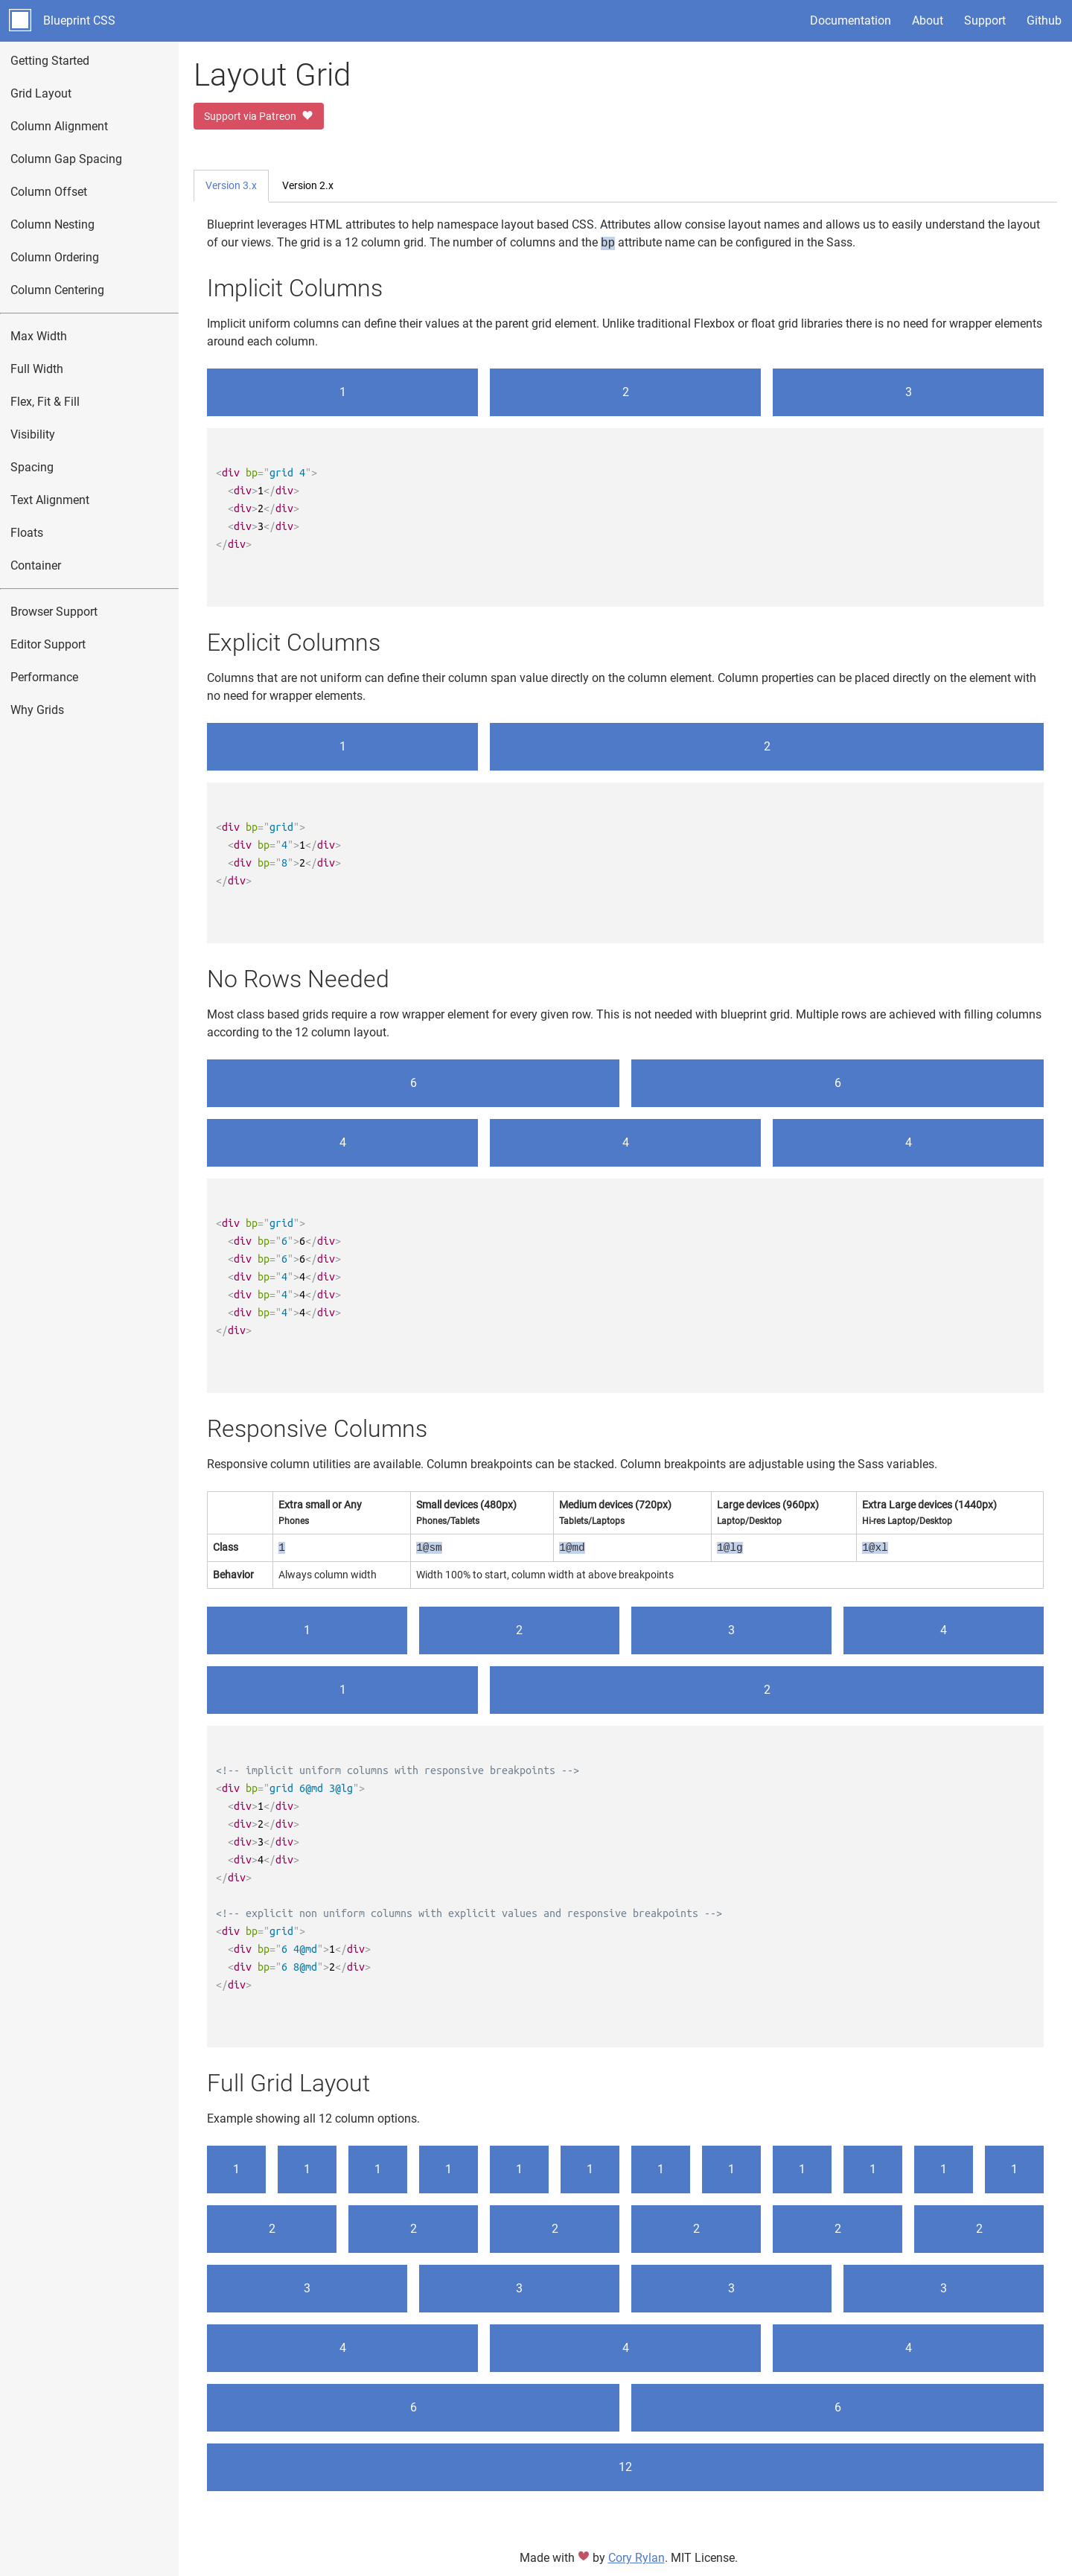 Blueprint CSS
Documentation
About
Support
Github
Getting Started
Grid Layout
Column Alignment
Column Gap Spacing
Column Offset
Column Nesting
Column Ordering
Column Centering
Max Width
Full Width
Flex, Fit & Fill
Visibility
Spacing
Text Alignment
Floats
Container
Browser Support
Editor Support
Performance
Why Grids
Layout Grid
Support via Patreon
Version 3.x
Version 2.x
Blueprint leverages HTML attributes to help namespace layout based CSS. Attributes allow consise layout names and allows us to easily understand the layout
of our views. The grid is a 12 column grid. The number of columns and the bp attribute name can be configured in the Sass.
Implicit Columns
Implicit uniform columns can define their values at the parent grid element. Unlike traditional Flexbox or float grid libraries there is no need for wrapper elements
around each column.
1 2 3
<div bp="grid 4">
  <div>1</div>
  <div>2</div>
  <div>3</div>
</div>
Explicit Columns
Columns that are not uniform can define their column span value directly on the column element. Column properties can be placed directly on the element with
no need for wrapper elements.
1 2
<div bp="grid">
  <div bp="4">1</div>
  <div bp="8">2</div>
</div>
No Rows Needed
Most class based grids require a row wrapper element for every given row. This is not needed with blueprint grid. Multiple rows are achieved with filling columns
according to the 12 column layout.
6 6
4 4 4
<div bp="grid">
  <div bp="6">6</div>
  <div bp="6">6</div>
  <div bp="4">4</div>
  <div bp="4">4</div>
  <div bp="4">4</div>
</div>
Responsive Columns
Responsive column utilities are available. Column breakpoints can be stacked. Column breakpoints are adjustable using the Sass variables.
Extra small or Any Small devices (480px) Medium devices (720px) Large devices (960px) Extra Large devices (1440px)
Phones Phones/Tablets Tablets/Laptops Laptop/Desktop Hi-res Laptop/Desktop
Class 1 1@sm 1@md 1@lg 1@xl
Behavior Always column width Width 100% to start, column width at above breakpoints
1 2 3 4
1 2
<!-- implicit uniform columns with responsive breakpoints -->
<div bp="grid 6@md 3@lg">
  <div>1</div>
  <div>2</div>
  <div>3</div>
  <div>4</div>
</div>
<!-- explicit non uniform columns with explicit values and responsive breakpoints -->
<div bp="grid">
  <div bp="6 4@md">1</div>
  <div bp="6 8@md">2</div>
</div>
Full Grid Layout
Example showing all 12 column options.
1 1 1 1 1 1 1 1 1 1 1 1
2 2 2 2 2 2
3 3 3 3
4 4 4
6 6
12
Made with ♥ by Cory Rylan. MIT License.